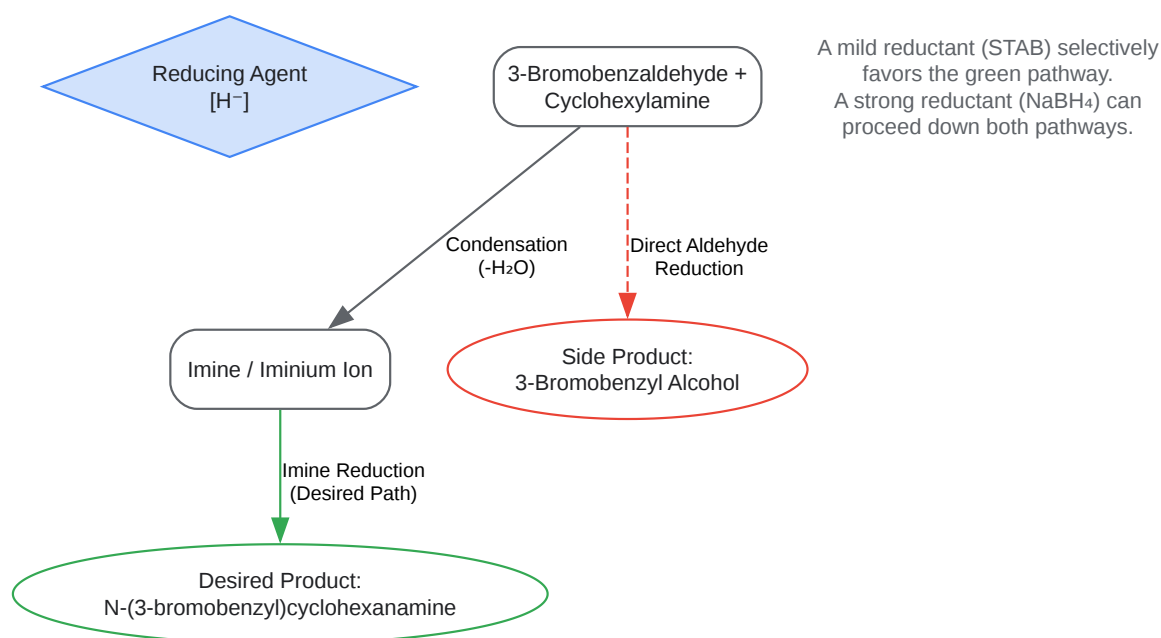 Reducing Agent
[H⁻]
3-Bromobenzaldehyde +
Cyclohexylamine
A mild reductant (STAB) selectively
favors the green pathway.
A strong reductant (NaBH₄) can
proceed down both pathways.
Condensation
(-H₂O)
Direct Aldehyde
Reduction
Imine / Iminium Ion
Side Product:
3-Bromobenzyl Alcohol
Imine Reduction
(Desired Path)
Desired Product:
N-(3-bromobenzyl)cyclohexanamine